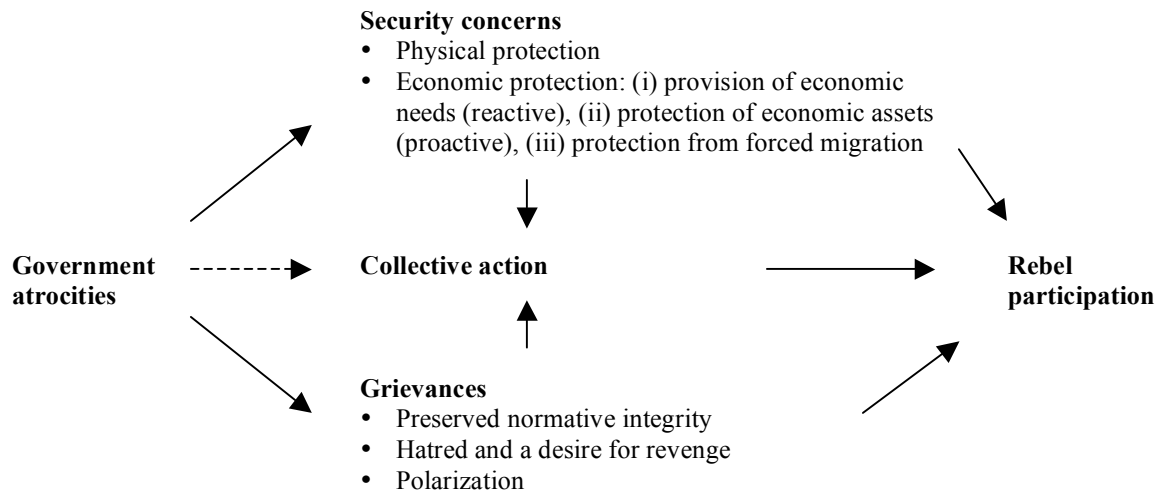 Security concerns
• Physical protection
• Economic protection: (i) provision of economic
needs (reactive), (ii) protection of economic assets
(proactive), (iii) protection from forced migration
Government
atrocities
Collective action
Rebel
participation
Grievances
• Preserved normative integrity
• Hatred and a desire for revenge
• Polarization